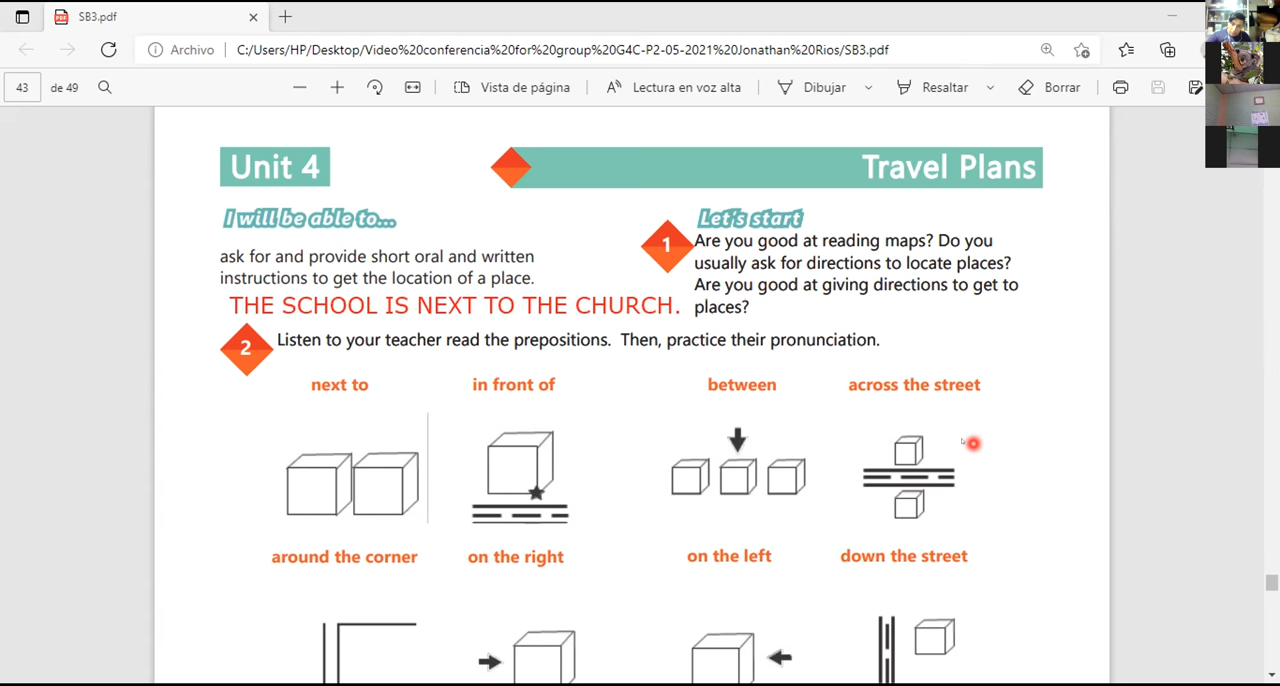 SB3.pdf
Archivo
C:/Users/HP/Desktop/Video%20conferencia%20for%20group%20G4C-P2-05-2021%20Jonathan%20Rios/SB3.pdf
43
de 49
Vista de página
Lectura en voz alta
Dibujar
Resaltar
Borrar
Unit 4
Travel Plans
I will be able to...
ask for and provide short oral and written
instructions to get the location of a place.
THE SCHOOL IS NEXT TO THE CHURCH.
Let's start
1
Are you good at reading maps? Do you
usually ask for directions to locate places?
Are you good at giving directions to get to
places?
2
Listen to your teacher read the prepositions. Then, practice their pronunciation.
next to
in front of
between
across the street
around the corner
on the right
on the left
down the street